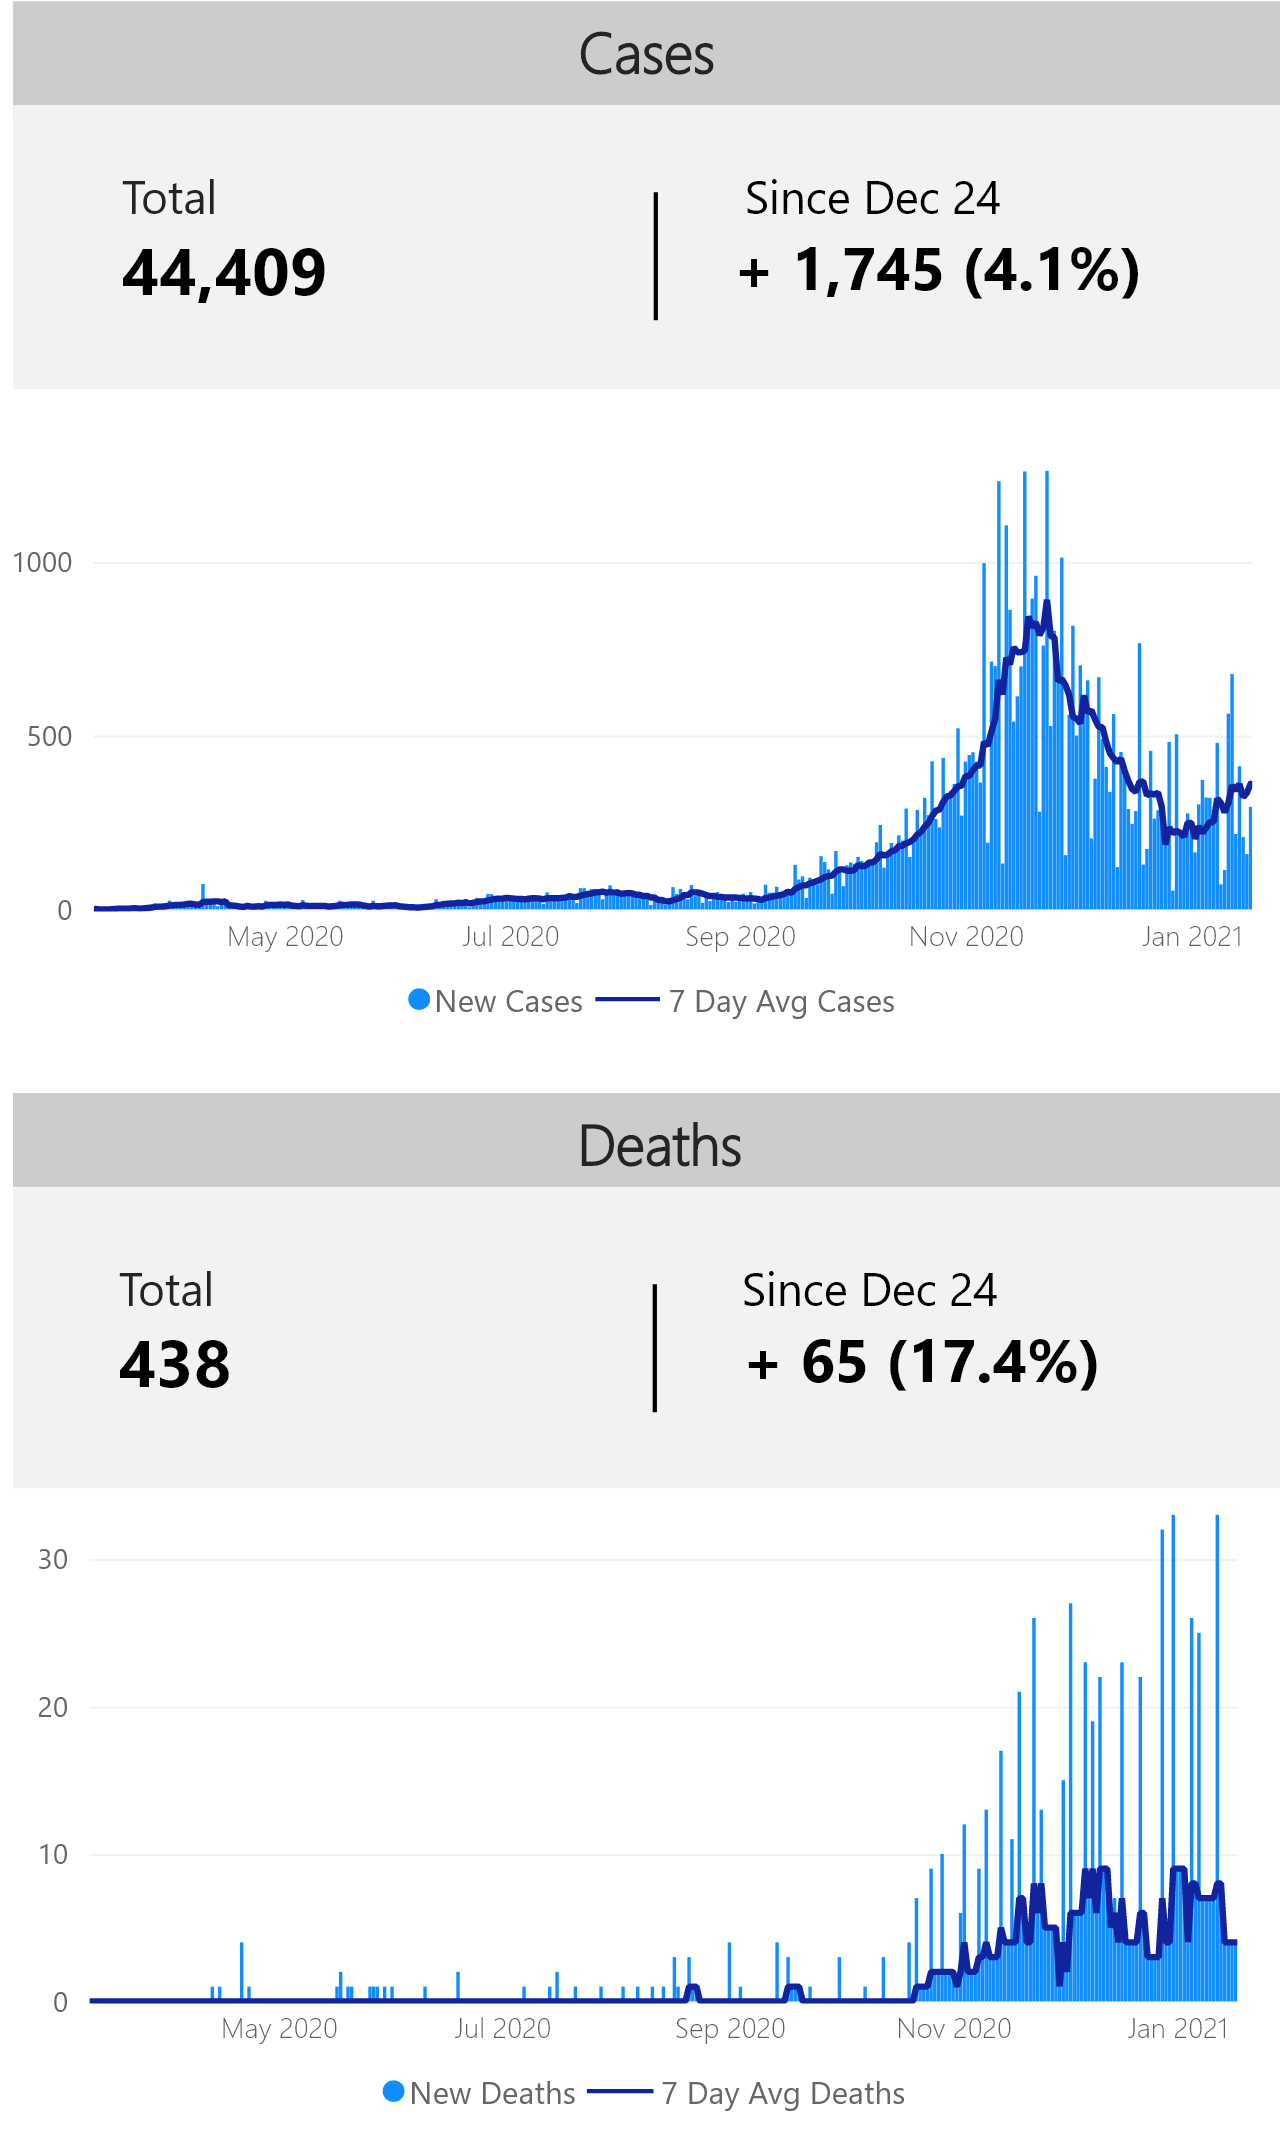 Cases
Total
Since Dec 24
44,409
+ 1,745 (4.1%)
1000
500
0
May 2020
Jul 2020
Sep 2020
Nov 2020
Jan 2021
New Cases
7 Day Avg Cases
Deaths
Total
Since Dec 24
438
+ 65 (17.4%)
30
20
10
0
May 2020
Jul 2020
Sep 2020
Nov 2020
Jan 2021
New Deaths
7 Day Avg Deaths